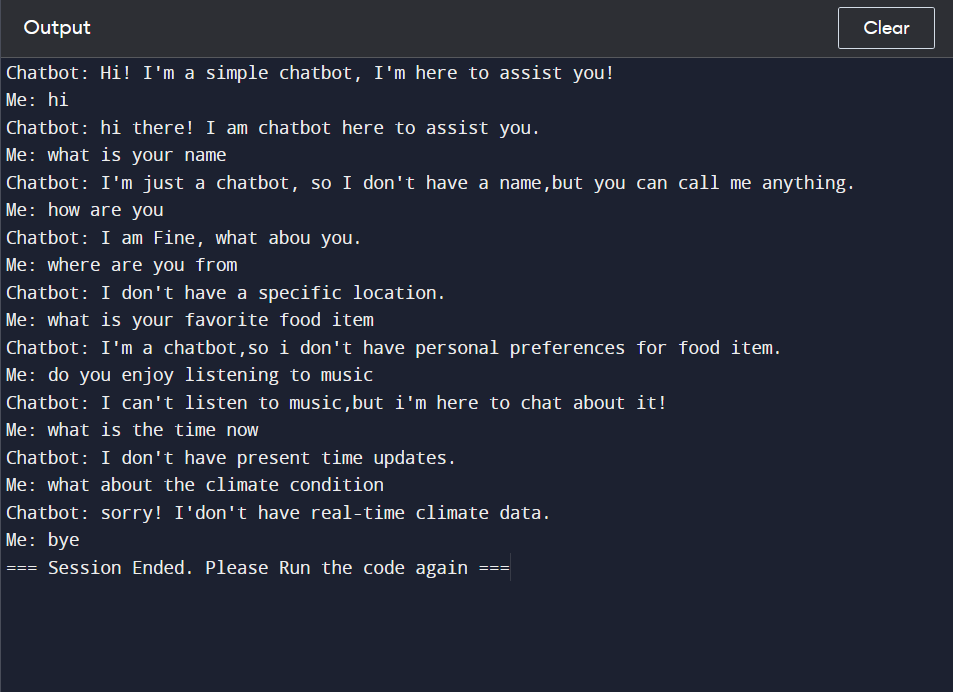 Output
Clear
Chatbot: Hi! I'm a simple chatbot, I'm here to assist you!
Me: hi
Chatbot: hi there! I am chatbot here to assist you.
Me: what is your name
Chatbot: I'm just a chatbot, so I don't have a name,but you can call me anything.
Me: how are you
Chatbot: I am Fine, what abou you.
Me: where are you from
Chatbot: I don't have a specific location.
Me: what is your favorite food item
Chatbot: I'm a chatbot,so i don't have personal preferences for food item.
Me: do you enjoy listening to music
Chatbot: I can't listen to music,but i'm here to chat about it!
Me: what is the time now
Chatbot: I don't have present time updates.
Me: what about the climate condition
Chatbot: sorry! I'don't have real-time climate data.
Me: bye
=== Session Ended. Please Run the code again ===